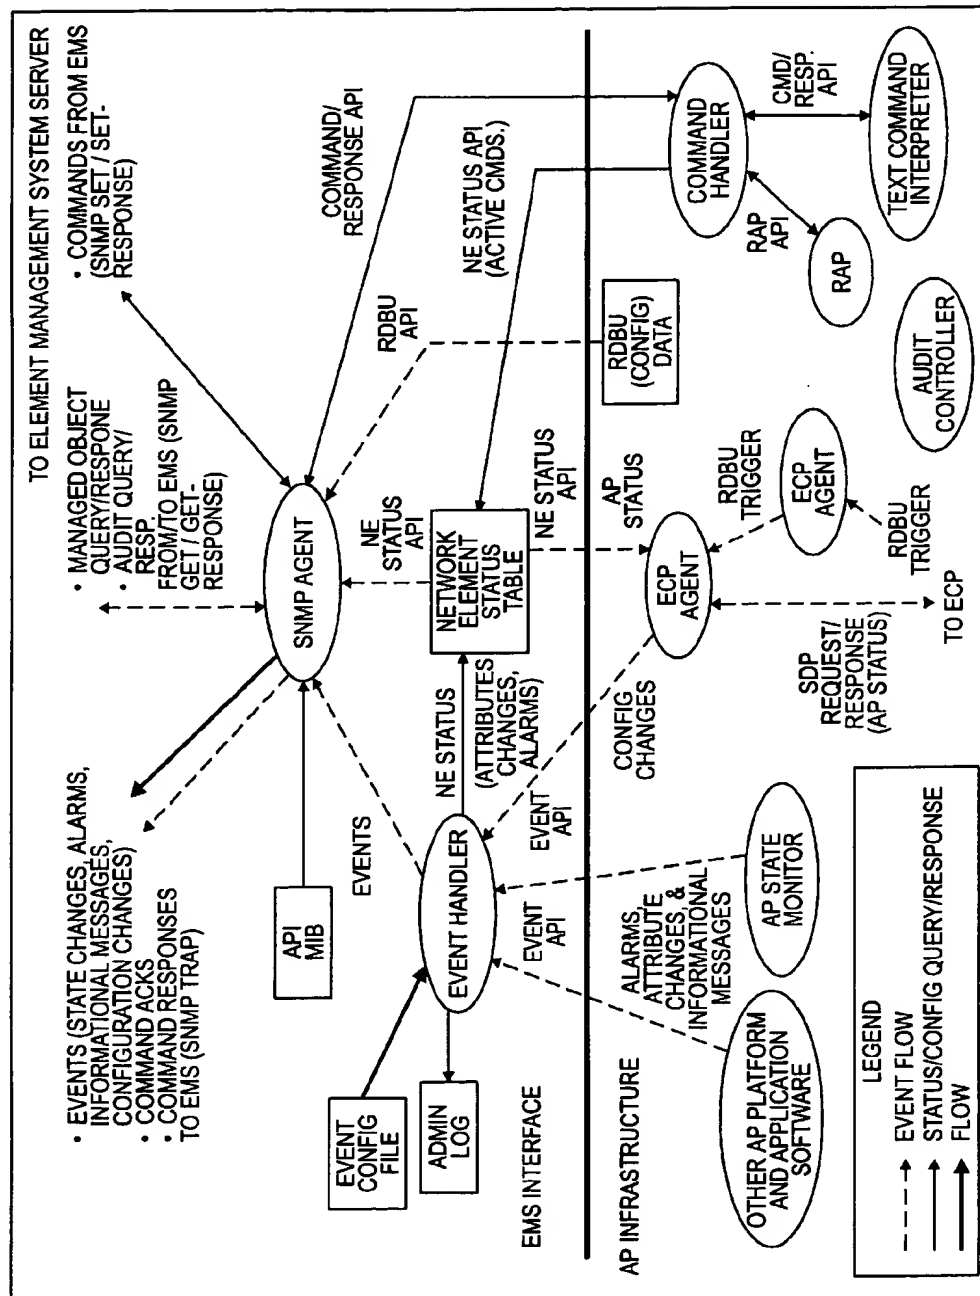 TO ELEMENT MANAGEMENT SYSTEM SERVER
• EVENTS (STATE CHANGES, ALARMS,
INFORMATIONAL MESSAGES,
CONFIGURATION CHANGES)
• COMMAND ACKS
• COMMAND RESPONSES
TO EMS (SNMP TRAP)
• MANAGED OBJECT
QUERY/RESPONE
• AUDIT QUERY/
RESP.
FROM/TO EMS (SNMP
GET / GET-
RESPONSE)
• COMMANDS FROM EMS
(SNMP SET / SET-
RESPONSE)
API
MIB
EVENTS
SNMP AGENT
NE
STATUS
API
RDBU
API
COMMAND/
RESPONSE API
EVENT
CONFIG
FILE
ADMIN
LOG
EVENT HANDLER
NE STATUS
(ATTRIBUTES
CHANGES,
ALARMS)
NETWORK
ELEMENT
STATUS
TABLE
NE STATUS API
(ACTIVE CMDS.)
EMS INTERFACE
EVENT
API
EVENT
API
NE STATUS
API
AP INFRASTRUCTURE
CONFIG
CHANGES
AP
STATUS
RDBU
(CONFIG)
DATA
COMMAND
HANDLER
ALARMS,
ATTRIBUTE
CHANGES, &
INFORMATIONAL
MESSAGES
ECP
AGENT
RDBU
TRIGGER
RAP
API
CMD/
RESP.
API
OTHER AP PLATFORM
AND APPLICATION
SOFTWARE
AP STATE
MONITOR
SDP
REQUEST/
RESPONSE
(AP STATUS)
ECP
AGENT
RDBU
TRIGGER
TO ECP
RAP
AUDIT
CONTROLLER
TEXT COMMAND
INTERPRETER
LEGEND
EVENT FLOW
STATUS/CONFIG QUERY/RESPONSE
FLOW